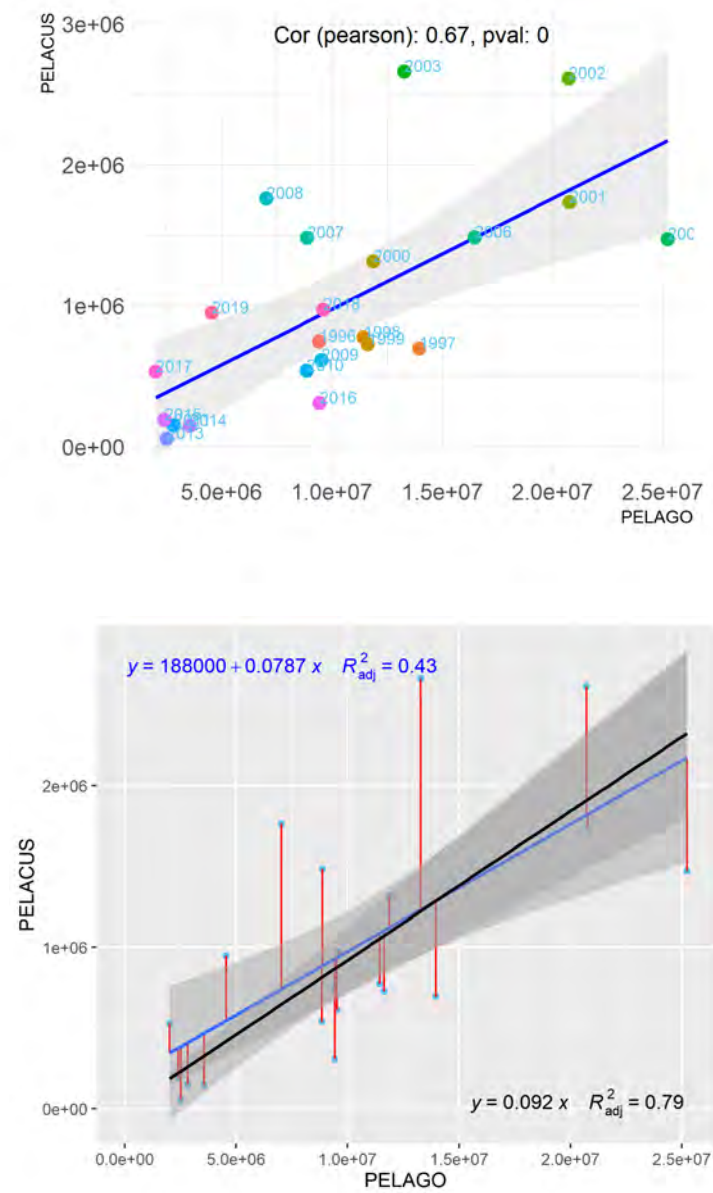 3e+06
PELACUS
Cor (pearson): 0.67, pval: 0
2003
2002
2e+06
2008
2001
2007
2006
200
2000
1e+06
2019
2018
1996
1998
1999
1997
2009
2010
2017
2016
2015
2014
2013
0e+00
5.0e+06 1.0e+07 1.5e+07 2.0e+07 2.5e+07
PELAGO
y = 188000 + 0.0787 x R²adj = 0.43
2e+06
PELACUS
1e+06
y = 0.092 x R²adj = 0.79
0e+00
0.0e+00 5.0e+06 1.0e+07 1.5e+07 2.0e+07 2.5e+07
PELAGO